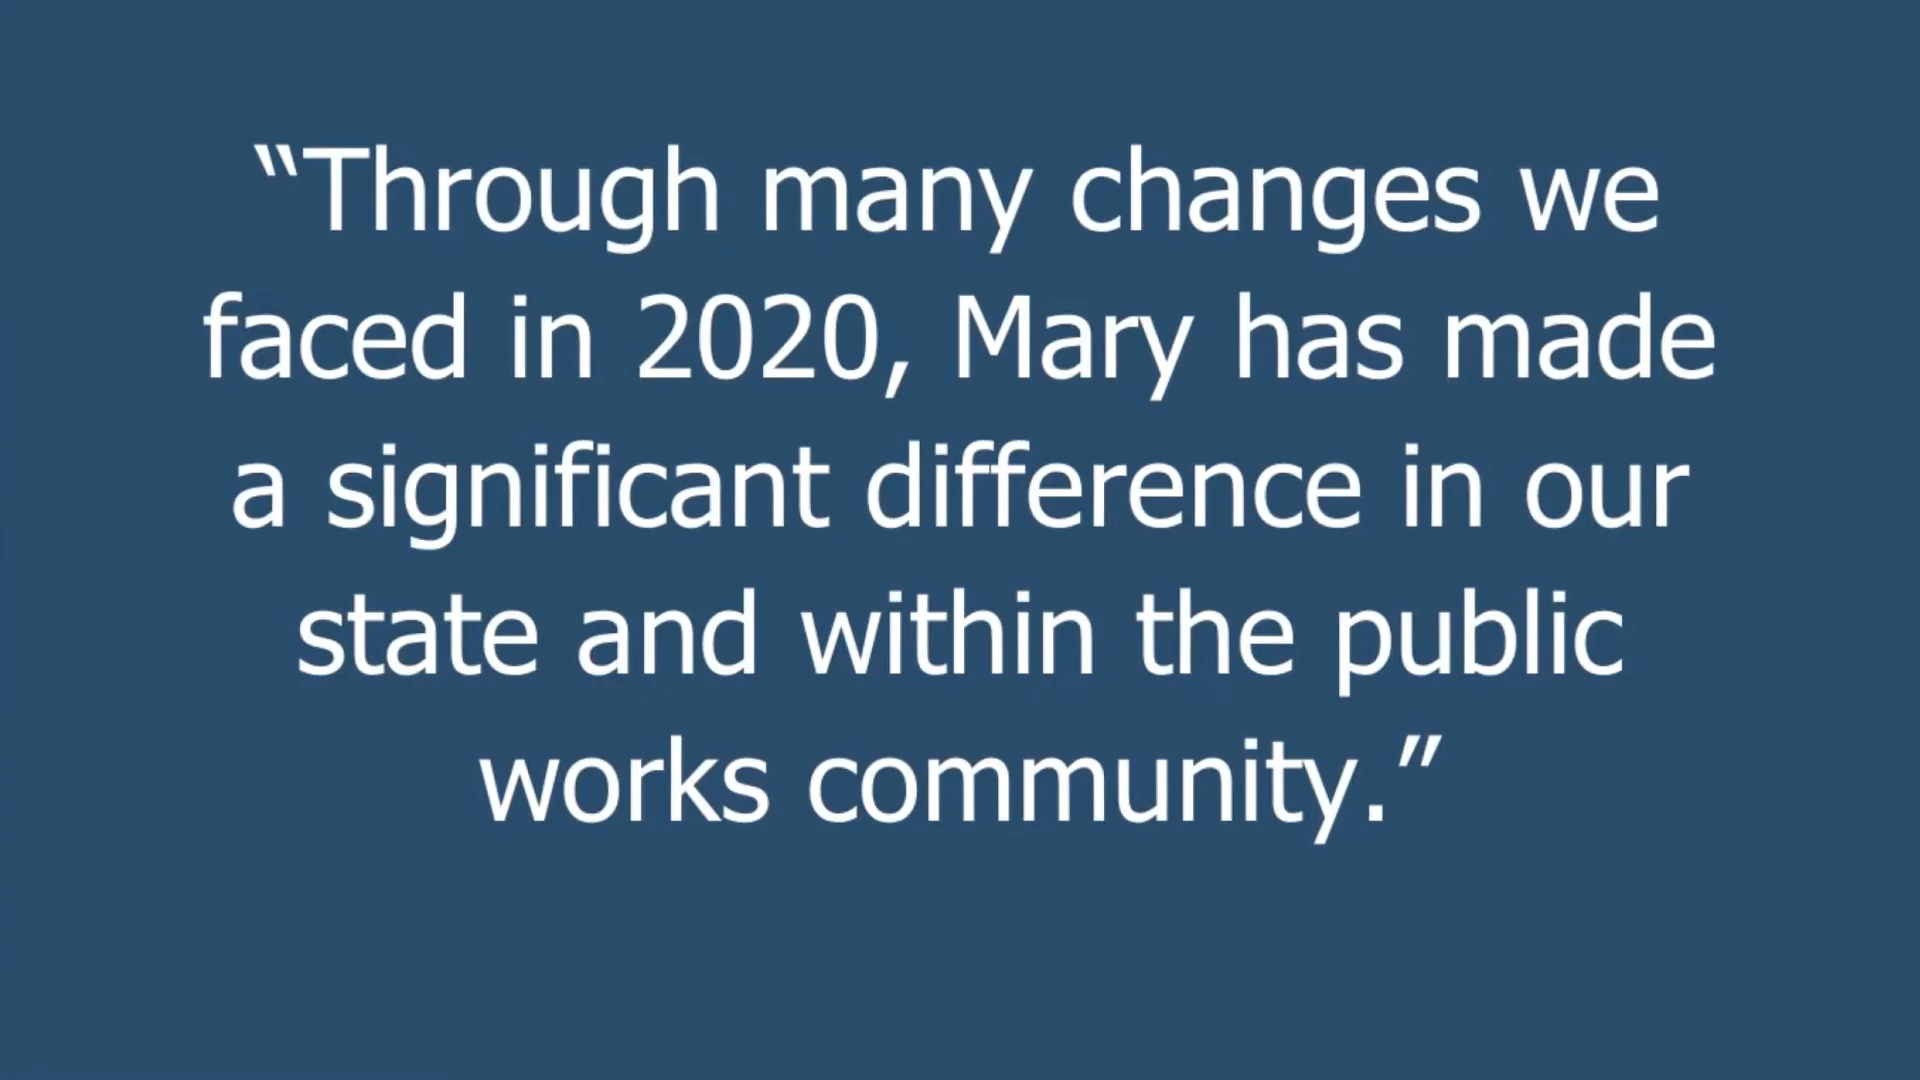 “Through many changes we
faced in 2020, Mary has made
a significant difference in our
state and within the public
works community.”